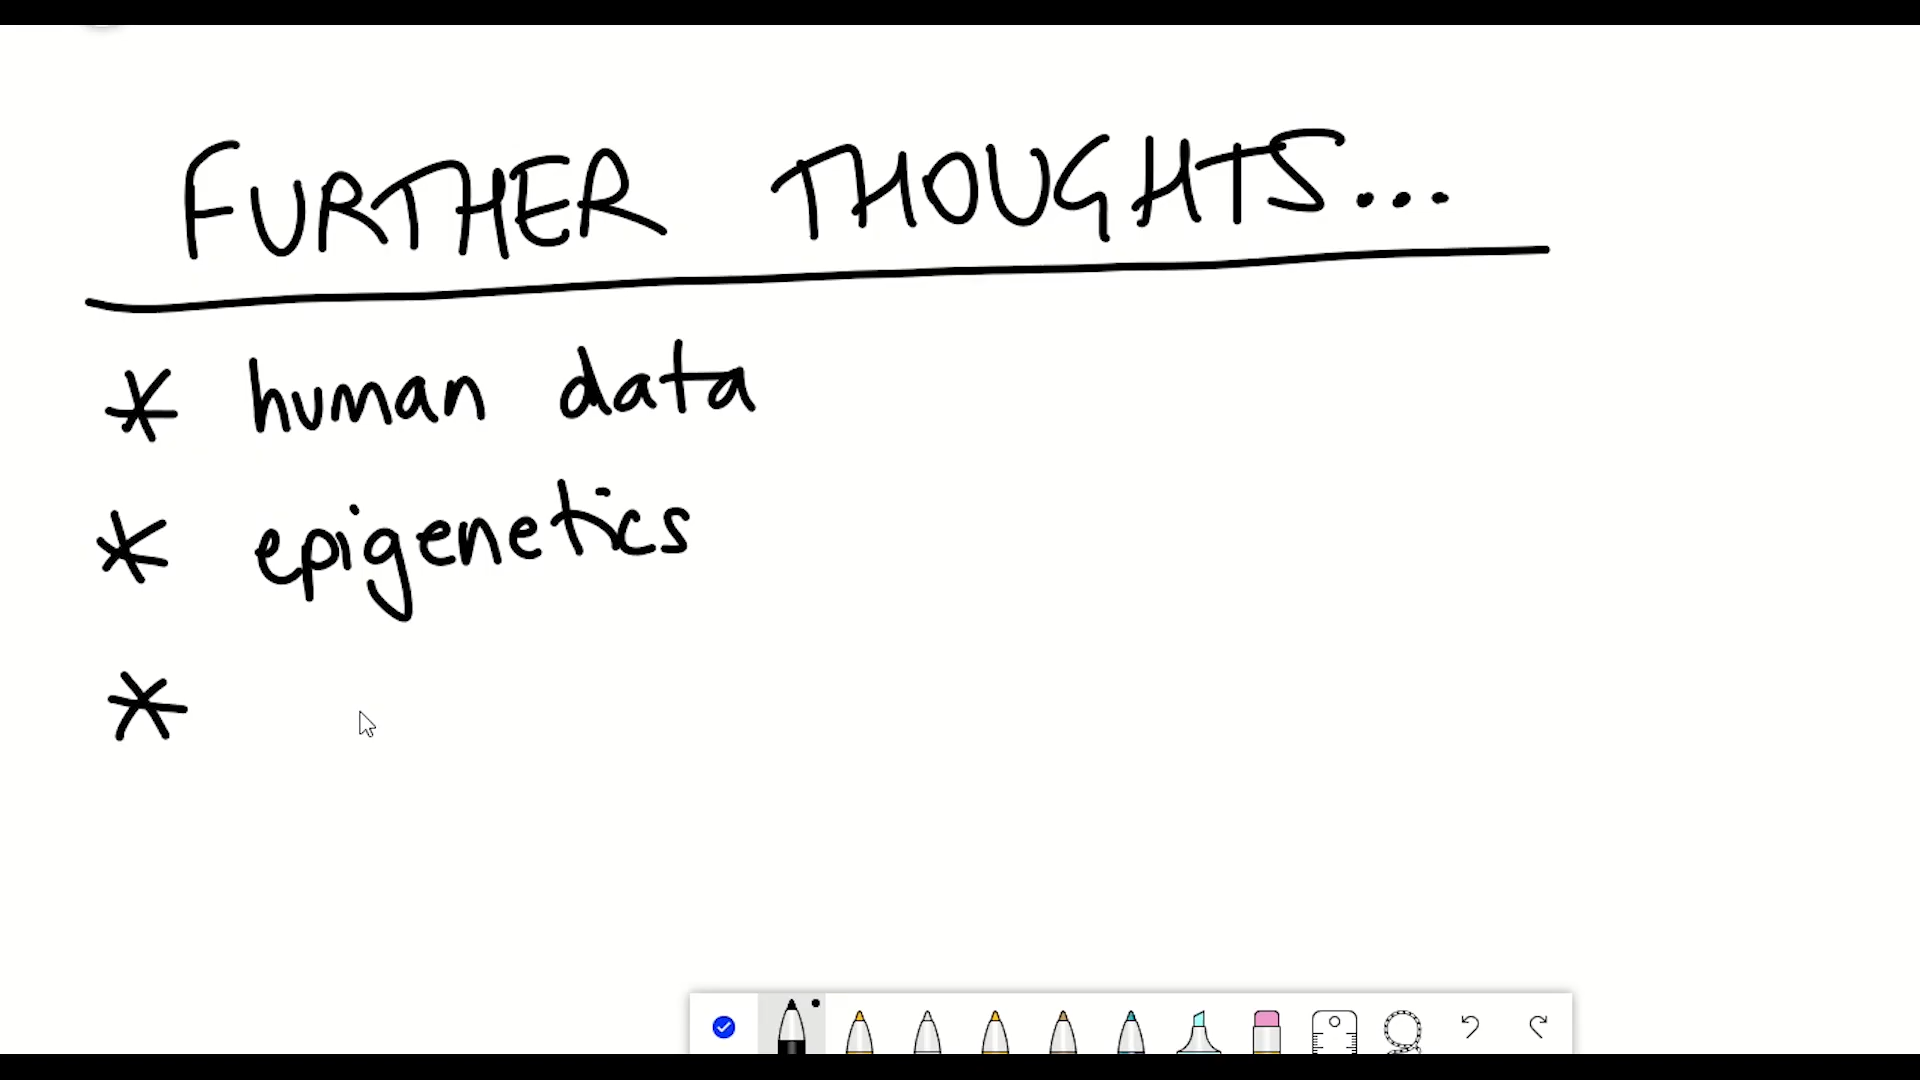 FURTHER THOUGHTS...
* human data
* epigenetics
*